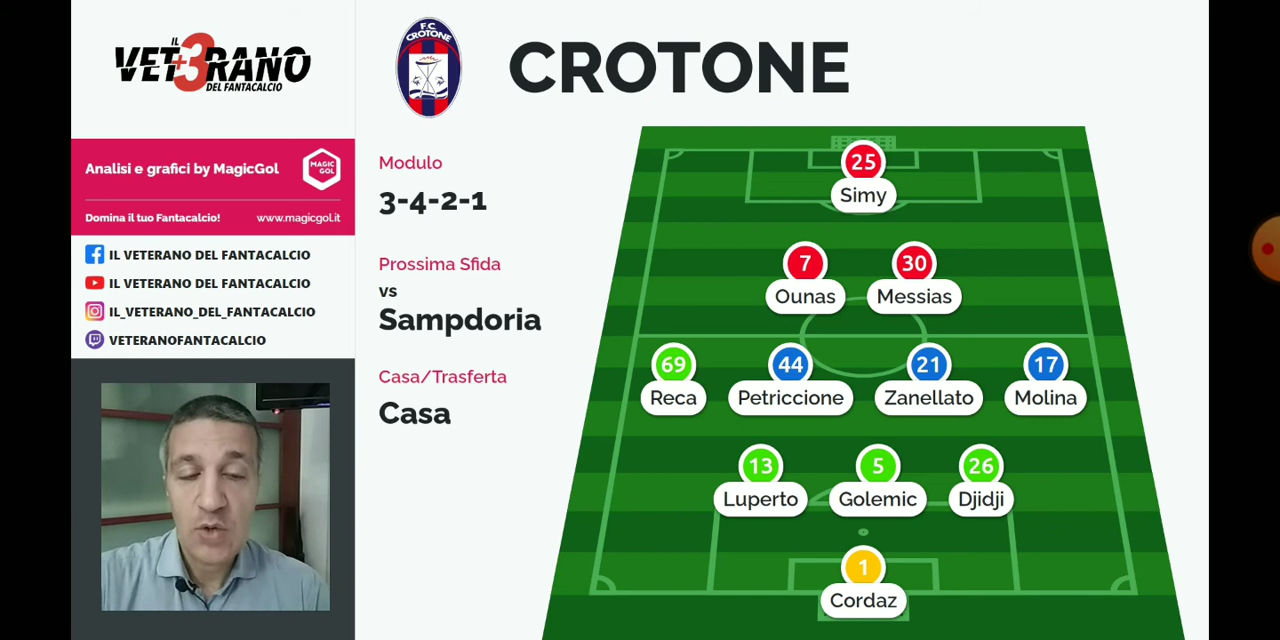 IL
VET+3RANO
DEL FANTACALCIO
Analisi e grafici by MagicGol
MAGIC
GOL
Domina il tuo Fantacalcio!
www.magicgol.it
IL VETERANO DEL FANTACALCIO
IL VETERANO DEL FANTACALCIO
IL_VETERANO_DEL_FANTACALCIO
VETERANOFANTACALCIO
F.C.
CROTONE
CROTONE
Modulo
3-4-2-1
Prossima Sfida
vs
Sampdoria
Casa/Trasferta
Casa
25
Simy
7
Ounas
30
Messias
69
Reca
44
Petriccione
21
Zanellato
17
Molina
13
Luperto
5
Golemic
26
Djidji
1
Cordaz